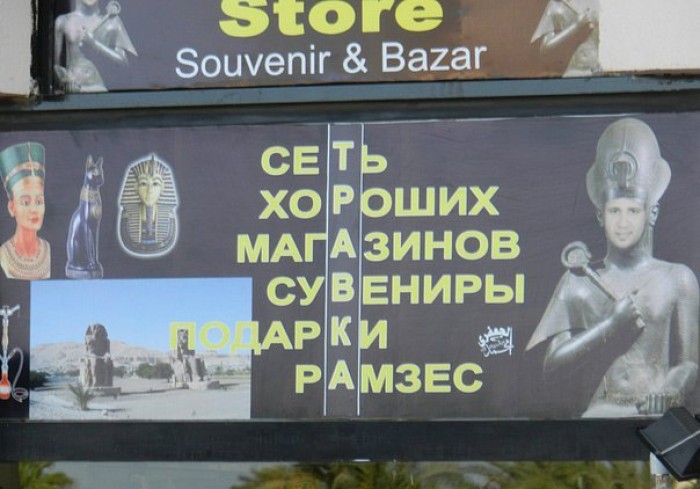 Store
Souvenir & Bazar
СЕТЬ
ХОРОШИХ
МАГАЗИНОВ
СУВЕНИРЫ
ПОДАРКИ
РАМЗЕС